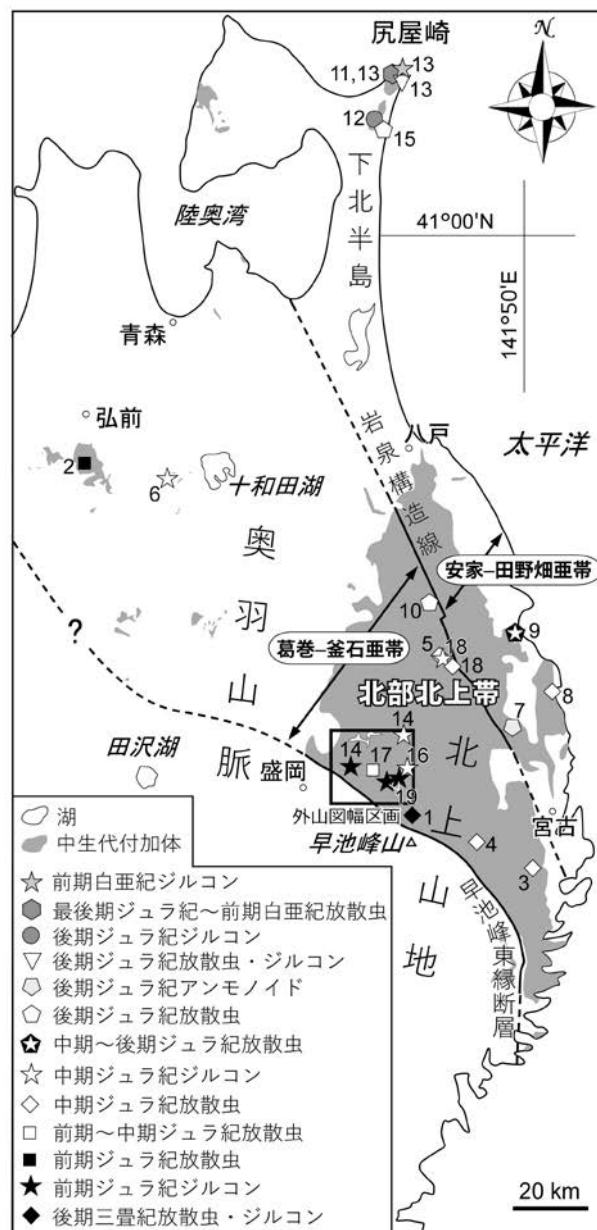 尻屋崎
N
11,13
13
13
12
15
下北半島
陸奥湾
41°00'N
141°50'E
青森
弘前
2
6
十和田湖
岩泉構造線
八戸
太平洋
奥羽山脈
安家–田野畑亜帯
10
9
?
葛巻–釜石亜帯
5
18
18
8
北部北上帯
7
14
14
17
16
19
田沢湖
盛岡
北上山地
外山図幅区画
1
宮古
早池峰山
4
3
早池峰東縁断層
湖
中生代付加体
前期白亜紀ジルコン
最後期ジュラ紀～前期白亜紀放散虫
後期ジュラ紀ジルコン
後期ジュラ紀放散虫・ジルコン
後期ジュラ紀アンモノイド
後期ジュラ紀放散虫
中期～後期ジュラ紀放散虫
中期ジュラ紀ジルコン
中期ジュラ紀放散虫
前期～中期ジュラ紀放散虫
前期ジュラ紀放散虫
前期ジュラ紀ジルコン
後期三畳紀放散虫・ジルコン
20 km